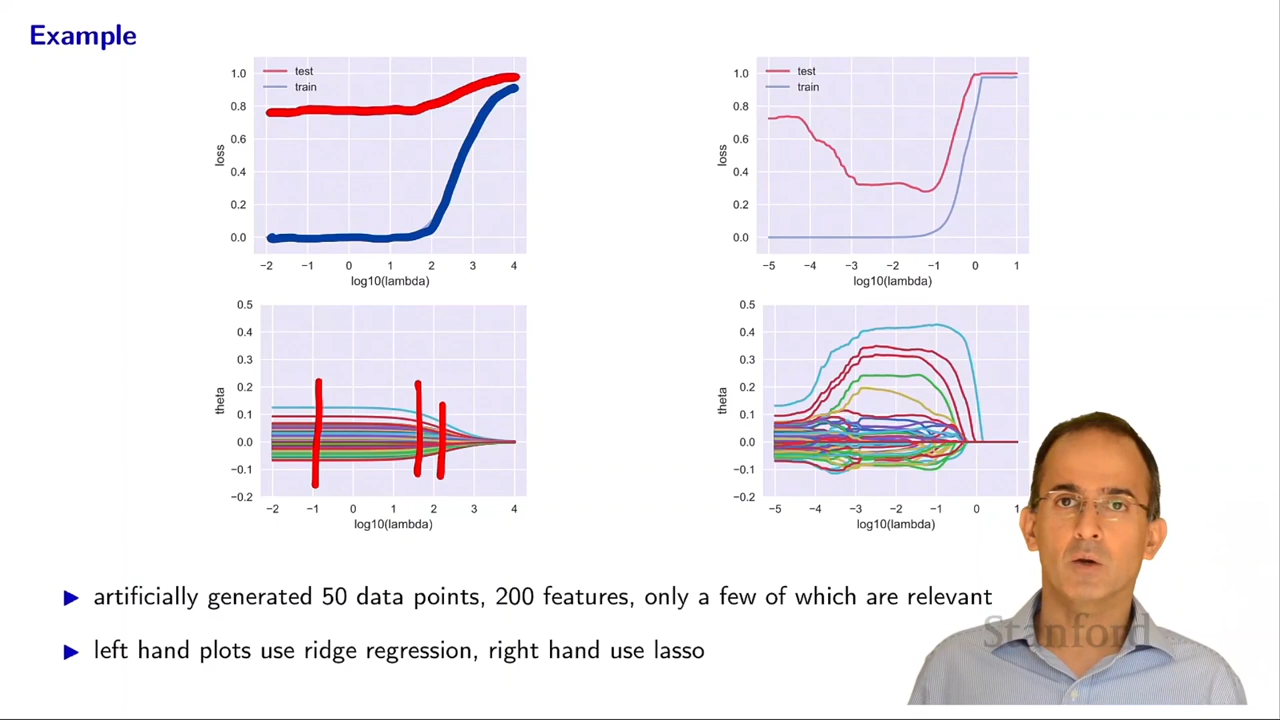 Example
test
train
1.0
0.8
0.6
0.4
0.2
0.0
loss
−2 −1 0 1 2 3 4
log10(lambda)
test
train
1.0
0.8
0.6
0.4
0.2
0.0
loss
−5 −4 −3 −2 −1 0 1
log10(lambda)
0.5
0.4
0.3
0.2
0.1
0.0
−0.1
−0.2
theta
−2 −1 0 1 2 3 4
log10(lambda)
0.5
0.4
0.3
0.2
0.1
0.0
−0.1
−0.2
theta
−5 −4 −3 −2 −1 0 1
log10(lambda)
artificially generated 50 data points, 200 features, only a few of which are relevant
left hand plots use ridge regression, right hand use lasso
Stanford